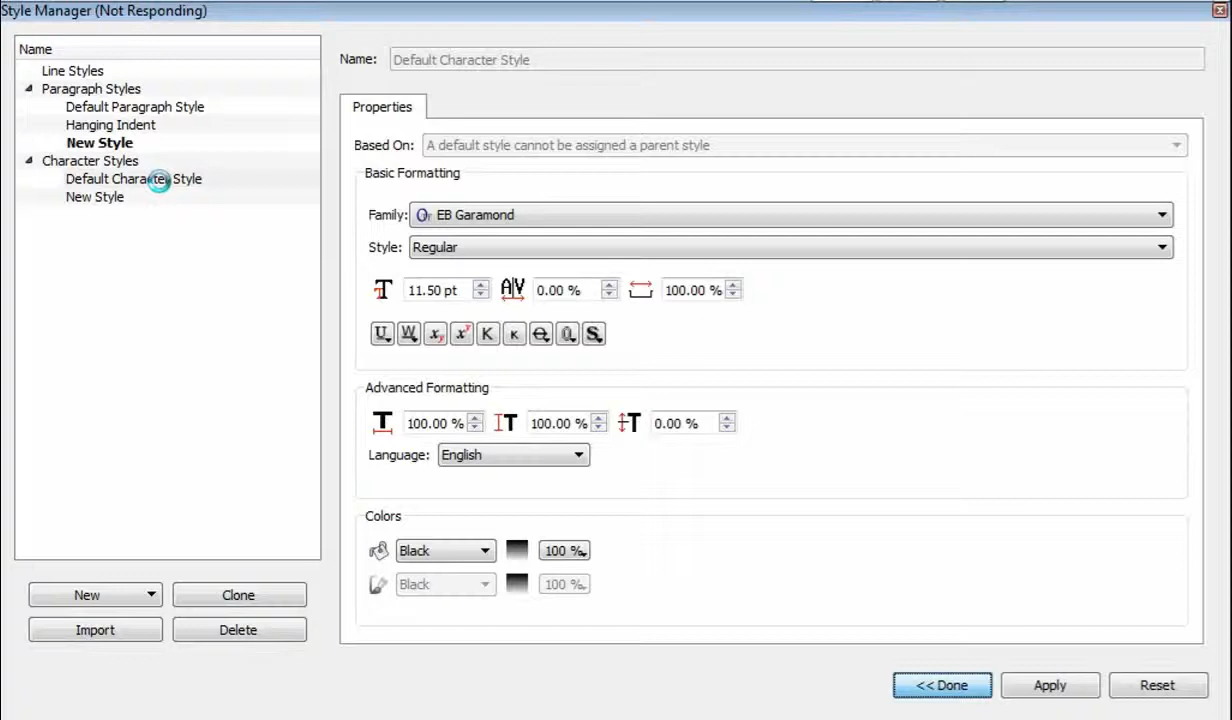 Style Manager (Not Responding)
Name
Line Styles
Paragraph Styles
Default Paragraph Style
Hanging Indent
New Style
Character Styles
Default Character Style
New Style
New
Clone
Import
Delete
Name: Default Character Style
Properties
Based On: A default style cannot be assigned a parent style
Basic Formatting
Family: EB Garamond
Style: Regular
11.50 pt 0.00 % 100.00 %
Advanced Formatting
100.00 % 100.00 % 0.00 %
Language: English
Colors
Black 100 %
Black 100 %
<< Done Apply Reset